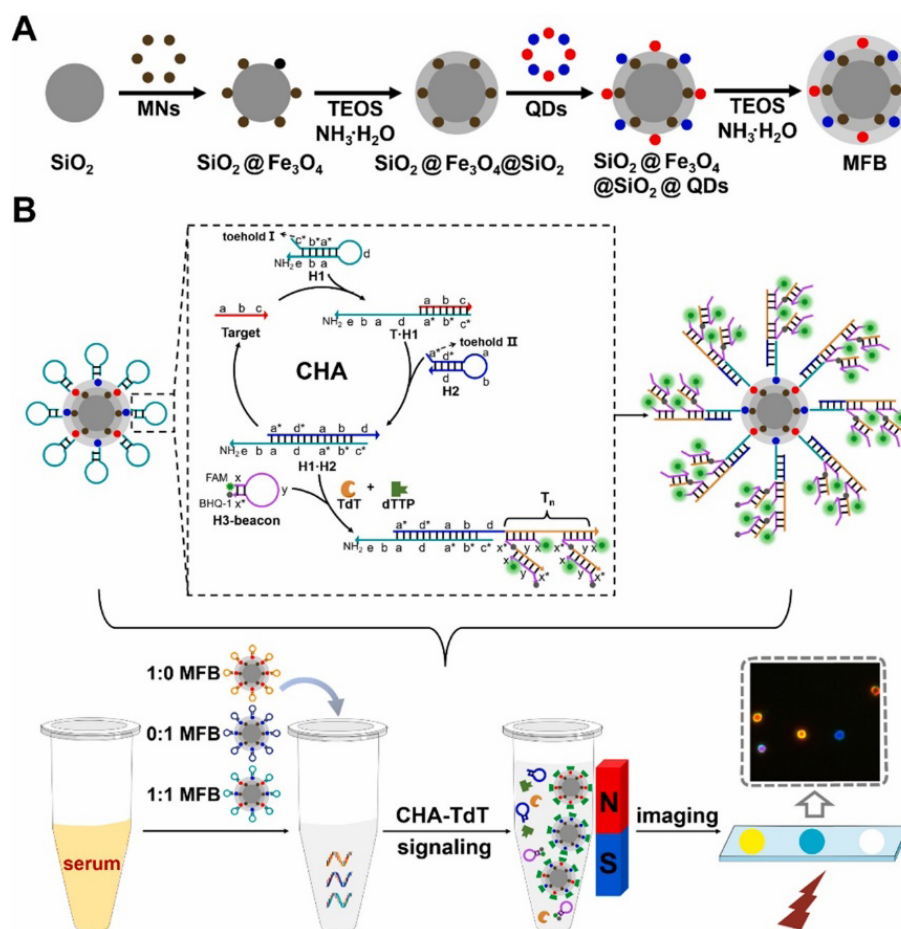 A
MNs
TEOS
NH₃·H₂O
QDs
TEOS
NH₃·H₂O
SiO₂
SiO₂@Fe₃O₄
SiO₂@Fe₃O₄@SiO₂
SiO₂@Fe₃O₄
@SiO₂@QDs
MFB
B
toehold I
c* b* a*
d
NH₂ e b a
H1
a b c
Target
a b c
NH₂ e b a d a* b* c*
T·H1
toehold II
a* d*
a
d
b
H2
CHA
a* d* a b d
NH₂ e b a d a* b* c*
H1·H2
FAM x
y
BHQ-1 x*
H3-beacon
TdT
+
dTTP
Tn
a* d* a b d
NH₂ e b a d a* b* c* x* y x y x
x* x
y y
x* x*
1:0 MFB
0:1 MFB
1:1 MFB
serum
CHA-TdT
signaling
N
S
imaging